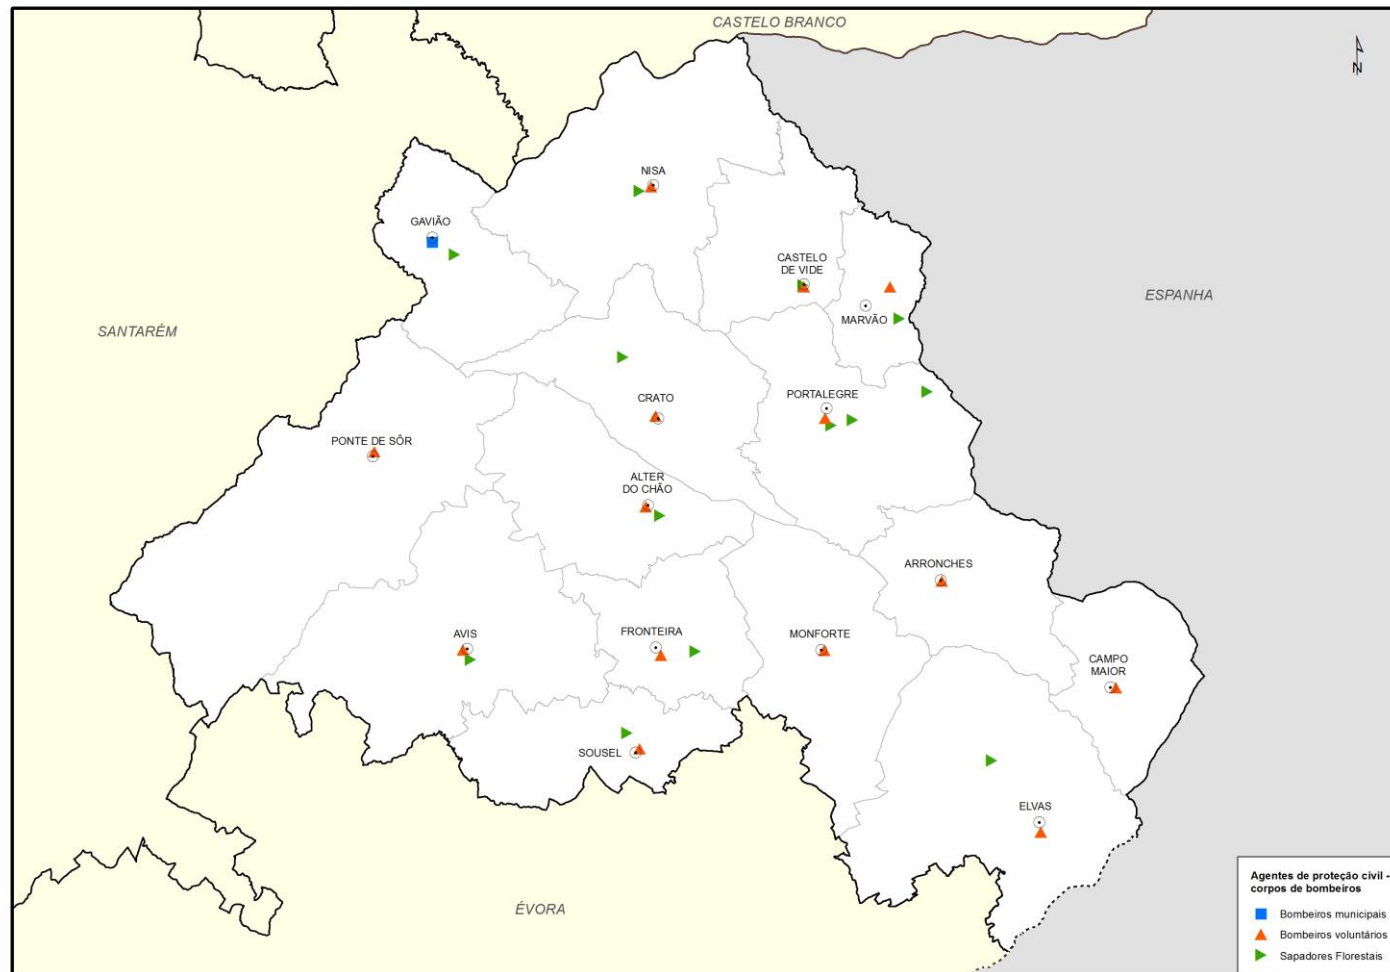 CASTELO BRANCO
N
NISA
GAVIÃO
CASTELO
DE VIDE
ESPANHA
MARVÃO
SANTARÉM
PORTALEGRE
CRATO
PONTE DE SÔR
ALTER
DO CHÃO
ARRONCHES
AVIS
FRONTEIRA
MONFORTE
CAMPO
MAIOR
SOUSEL
ELVAS
ÉVORA
Agentes de proteção civil -
corpos de bombeiros
Bombeiros municipais
Bombeiros voluntários
Sapadores Florestais